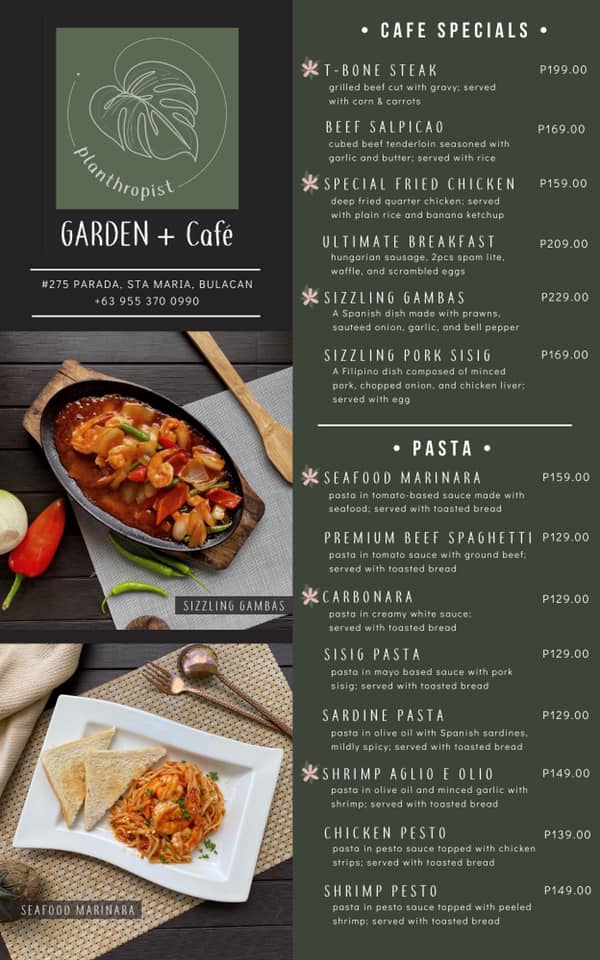 planthropist
GARDEN + Café
#275 PARADA, STA MARIA, BULACAN
+63 955 370 0990
SIZZLING GAMBAS
SEAFOOD MARINARA
• CAFE SPECIALS •
T-BONE STEAK P199.00
grilled beef cut with gravy; served
with corn & carrots
BEEF SALPICAO P169.00
cubed beef tenderloin seasoned with
garlic and butter; served with rice
SPECIAL FRIED CHICKEN P159.00
deep fried quarter chicken; served
with plain rice and banana ketchup
ULTIMATE BREAKFAST P209.00
hungarian sausage, 2pcs spam lite,
waffle, and scrambled eggs
SIZZLING GAMBAS P229.00
A Spanish dish made with prawns,
sauteed onion, garlic, and bell pepper
SIZZLING PORK SISIG P169.00
A Filipino dish composed of minced
pork, chopped onion, and chicken liver;
served with egg
• PASTA •
SEAFOOD MARINARA P159.00
pasta in tomato-based sauce made with
seafood; served with toasted bread
PREMIUM BEEF SPAGHETTI P129.00
pasta in tomato sauce with ground beef;
served with toasted bread
CARBONARA P129.00
pasta in creamy white sauce;
served with toasted bread
SISIG PASTA P129.00
pasta in mayo based sauce with pork
sisig; served with toasted bread
SARDINE PASTA P129.00
pasta in olive oil with Spanish sardines,
mildly spicy; served with toasted bread
SHRIMP AGLIO E OLIO P149.00
pasta in olive oil and minced garlic with
shrimp; served with toasted bread
CHICKEN PESTO P139.00
pasta in pesto sauce topped with chicken
strips; served with toasted bread
SHRIMP PESTO P149.00
pasta in pesto sauce topped with peeled
shrimp; served with toasted bread